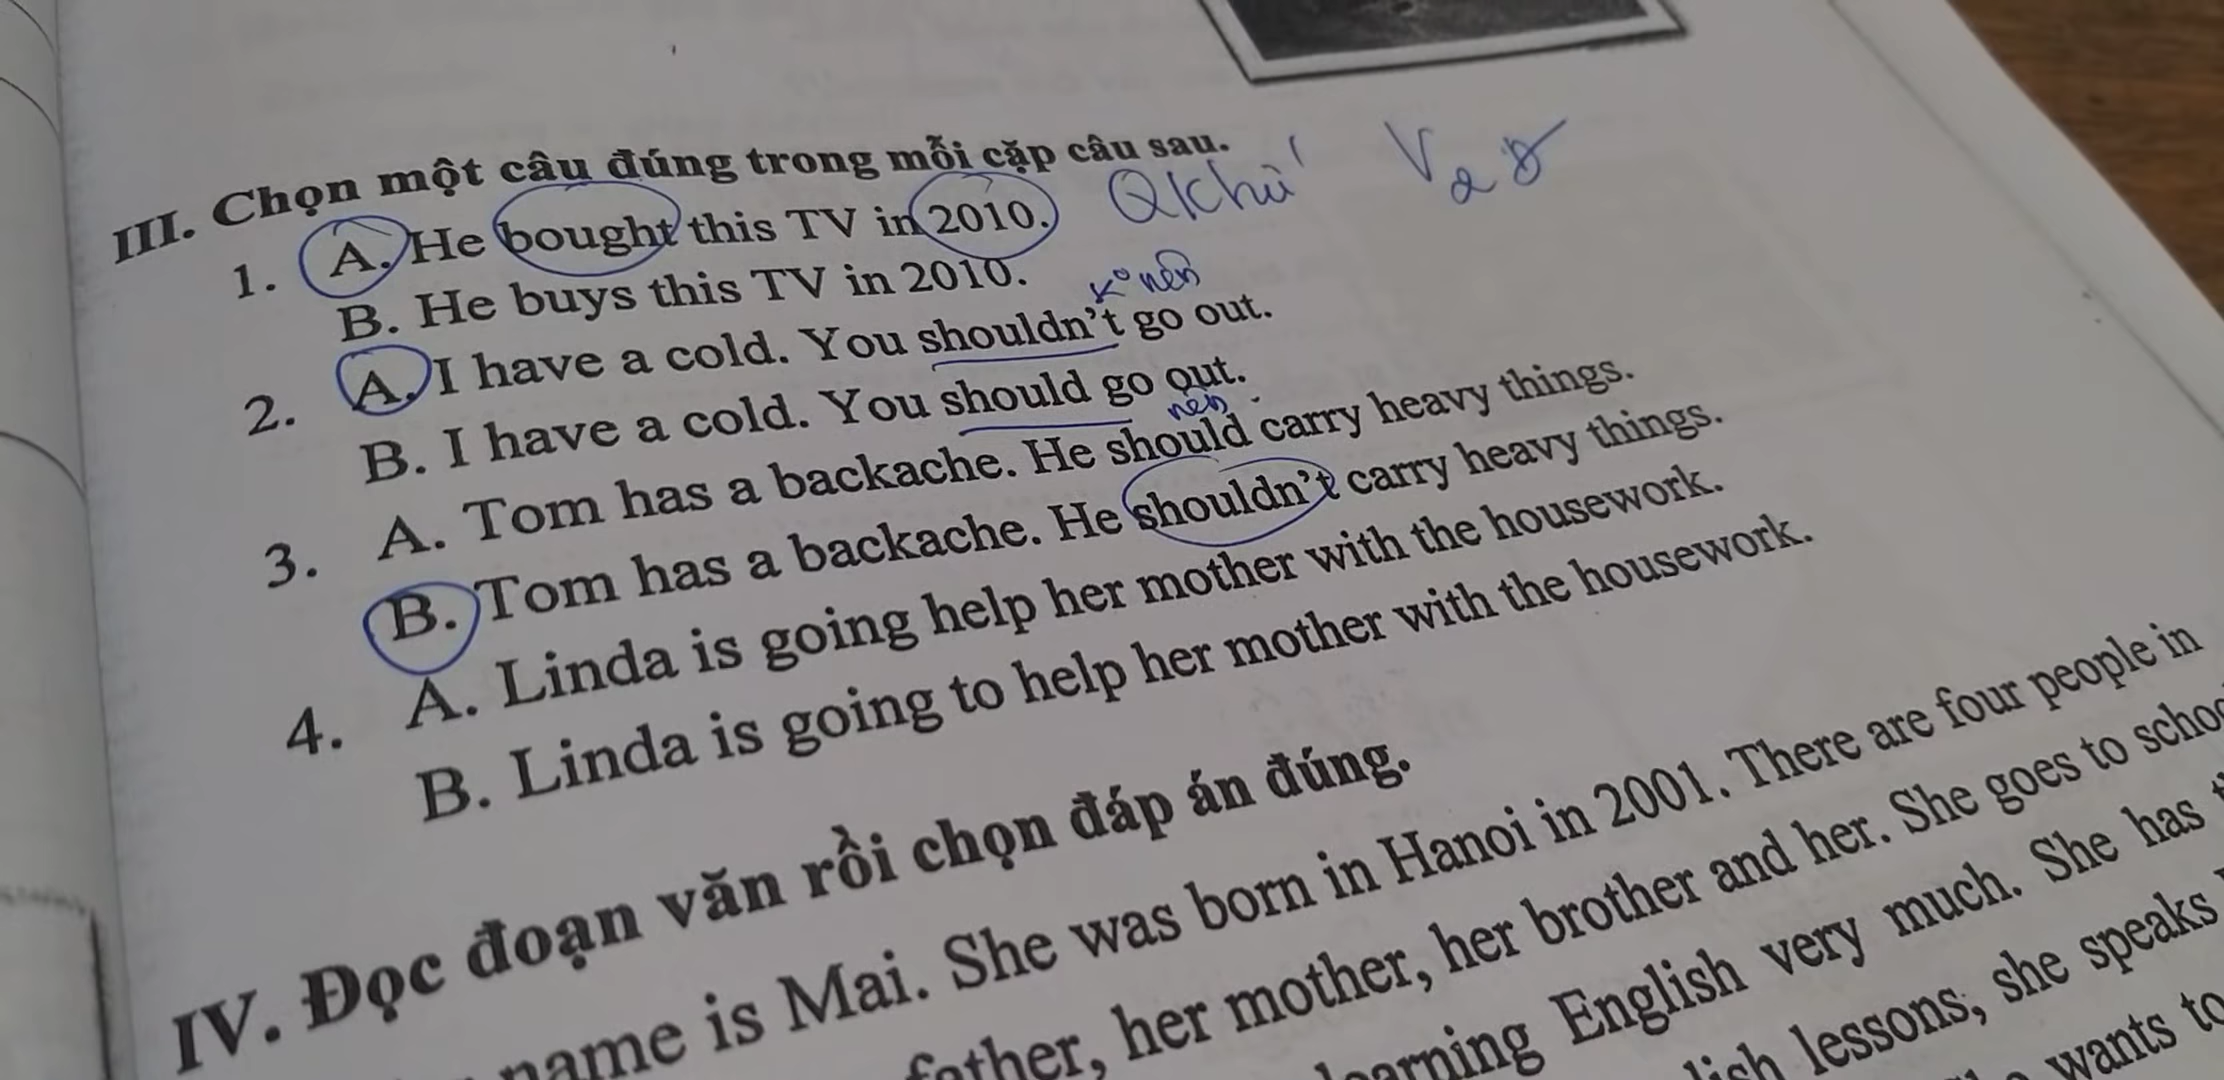 III. Chọn một câu đúng trong mỗi cặp câu sau.
QKhứ V2
1. A. He bought this TV in 2010.
B. He buys this TV in 2010.
K° nên
2. A. I have a cold. You shouldn't go out.
B. I have a cold. You should go out.
nên
3. A. Tom has a backache. He should carry heavy things.
B. Tom has a backache. He shouldn't carry heavy things.
4. A. Linda is going help her mother with the housework.
B. Linda is going to help her mother with the housework.
IV. Đọc đoạn văn rồi chọn đáp án đúng.
name is Mai. She was born in Hanoi in 2001. There are four people in
father, her mother, her brother and her. She goes to
English very much. She has
lessons, she speaks
wants to